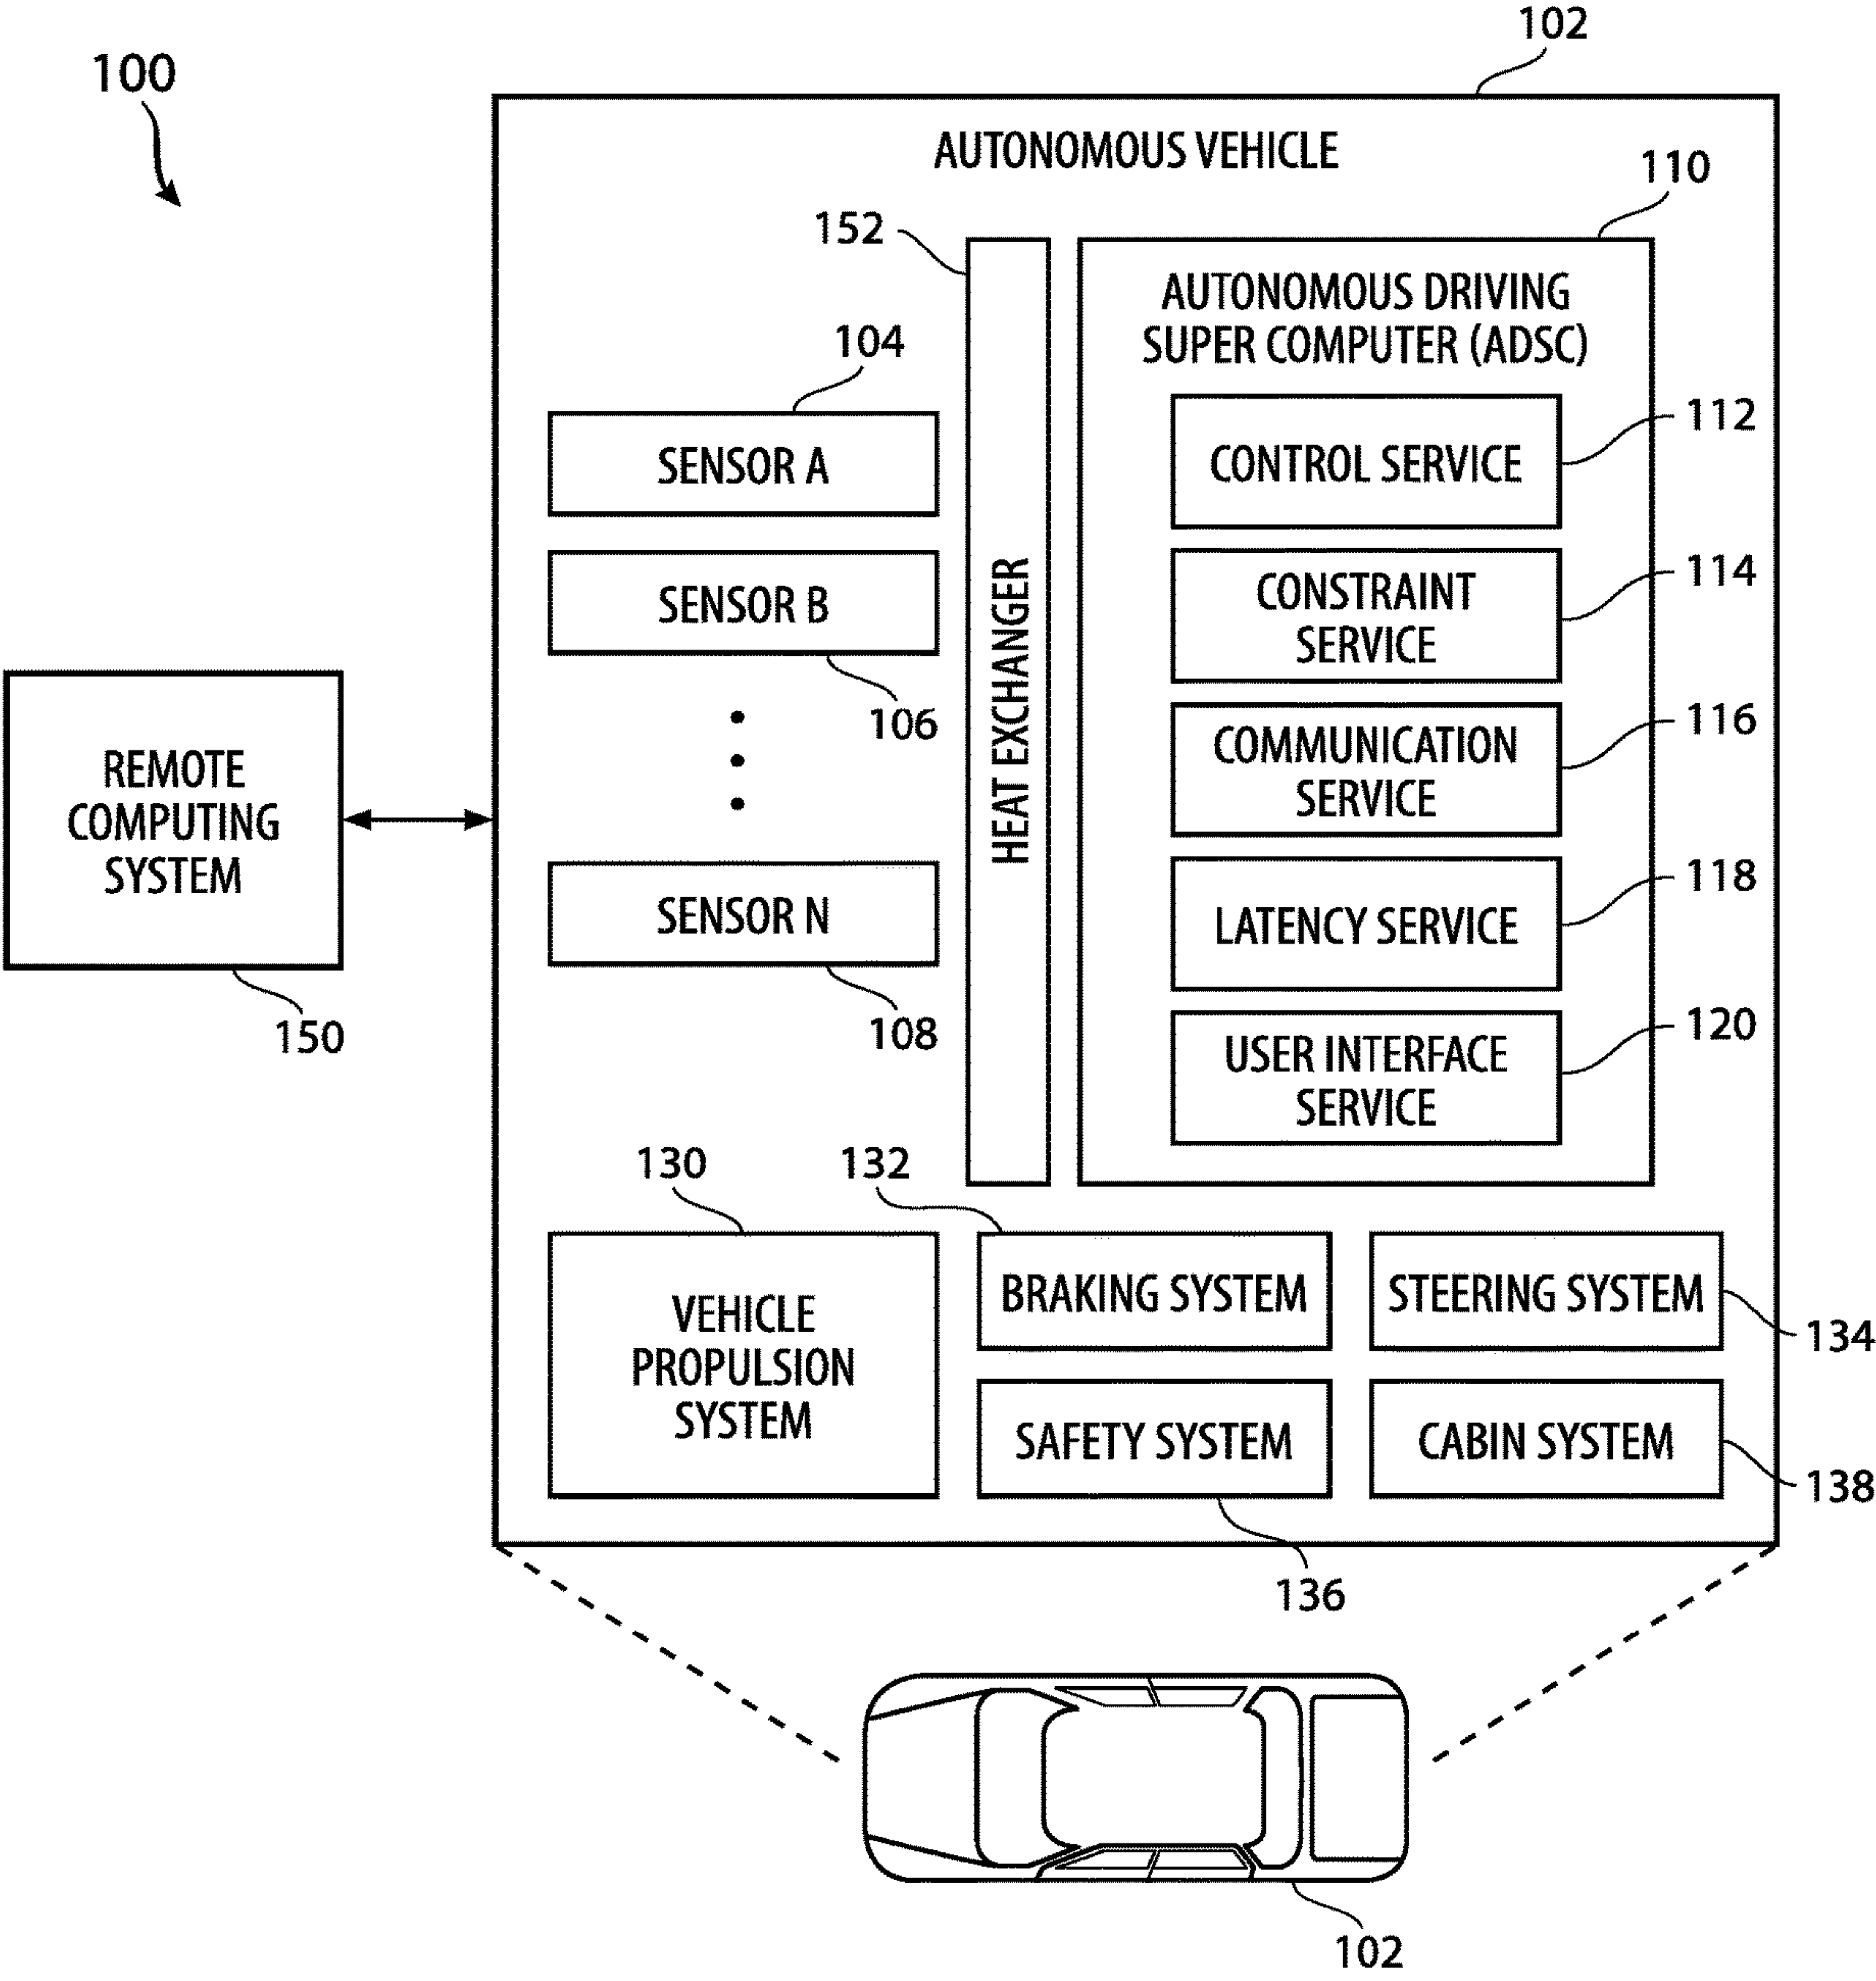 100
102
AUTONOMOUS VEHICLE
110
152
AUTONOMOUS DRIVING
SUPER COMPUTER (ADSC)
104
SENSOR A
SENSOR B
106
SENSOR N
108
HEAT EXCHANGER
CONTROL SERVICE
112
CONSTRAINT
SERVICE
114
COMMUNICATION
SERVICE
116
LATENCY SERVICE
118
USER INTERFACE
SERVICE
120
REMOTE
COMPUTING
SYSTEM
150
130
VEHICLE
PROPULSION
SYSTEM
132
BRAKING SYSTEM
STEERING SYSTEM
134
SAFETY SYSTEM
136
CABIN SYSTEM
138
102